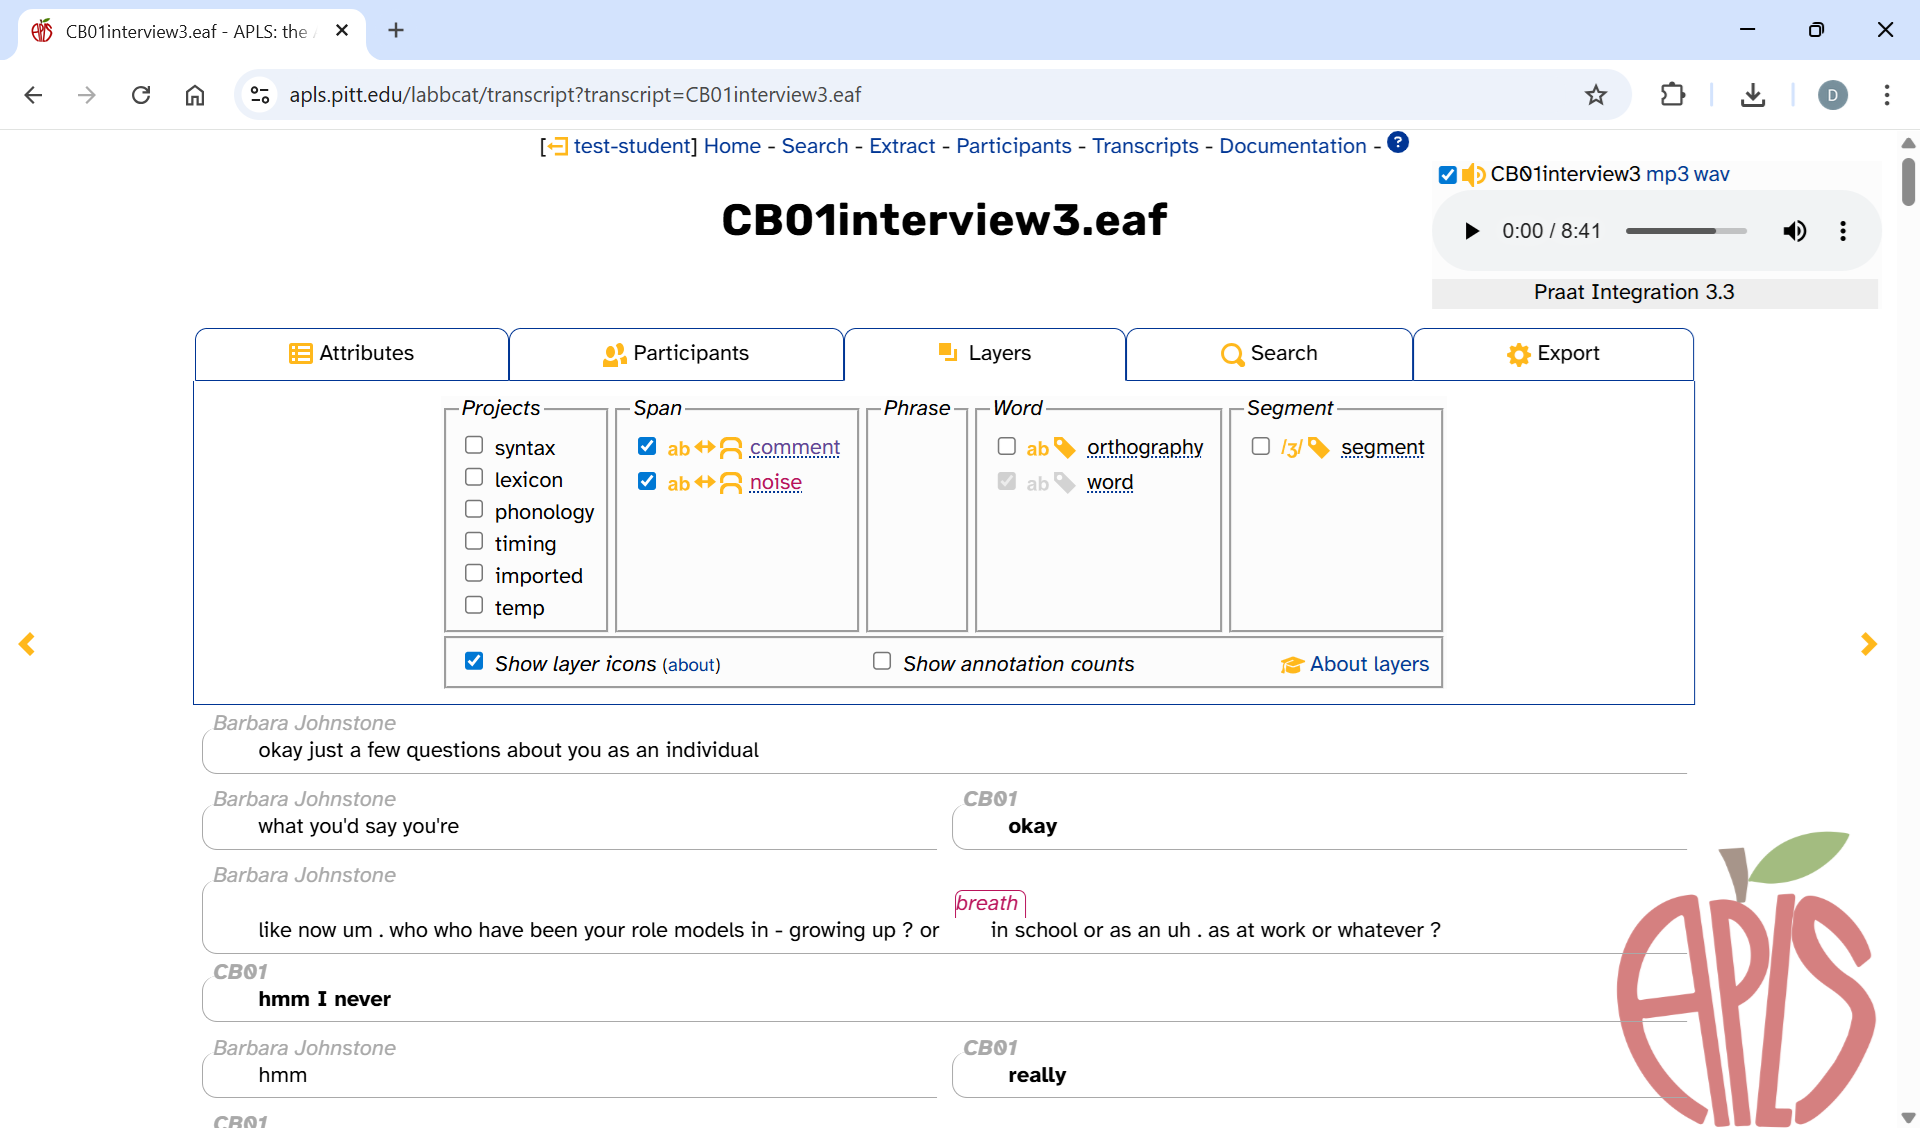 CB01interview3.eaf - APLS: the
apls.pitt.edu/labbcat/transcript?transcript=CB01interview3.eaf
D
[ test-student] Home - Search - Extract - Participants - Transcripts - Documentation - ?
CB01interview3 mp3 wav
CB01interview3.eaf
0:00 / 8:41
Praat Integration 3.3
Attributes Participants Layers Search Export
Projects Span Phrase Word Segment
syntax ab comment ab orthography /ʒ/ segment
lexicon ab noise ab word
phonology
timing
imported
temp
Show layer icons (about) Show annotation counts About layers
Barbara Johnstone
okay just a few questions about you as an individual
Barbara Johnstone CB01
what you'd say you're okay
Barbara Johnstone
breath
like now um . who who have been your role models in - growing up ? or in school or as an uh . as at work or whatever ?
CB01
hmm I never
Barbara Johnstone CB01
hmm really
CB01
APLS